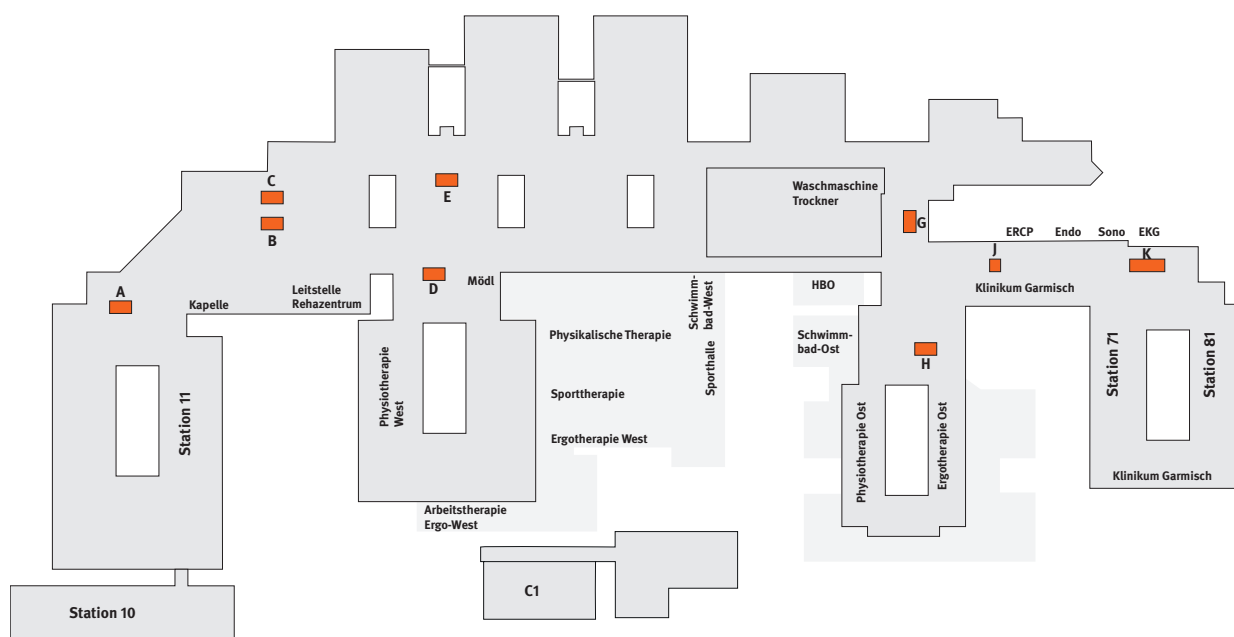 C
E
Waschmaschine
Trockner
B
G
ERCP Endo Sono EKG
J
K
A
D
Mödl
Leitstelle
Rehazentrum
Kapelle
HBO
Klinikum Garmisch
Schwimm-
bad-West
Physikalische Therapie
Schwimm-
bad-Ost
H
Sporthalle
Station 71
Station 81
Physiotherapie
West
Sporttherapie
Station 11
Ergotherapie West
Physiotherapie Ost
Ergotherapie Ost
Klinikum Garmisch
Arbeitstherapie
Ergo-West
C1
Station 10